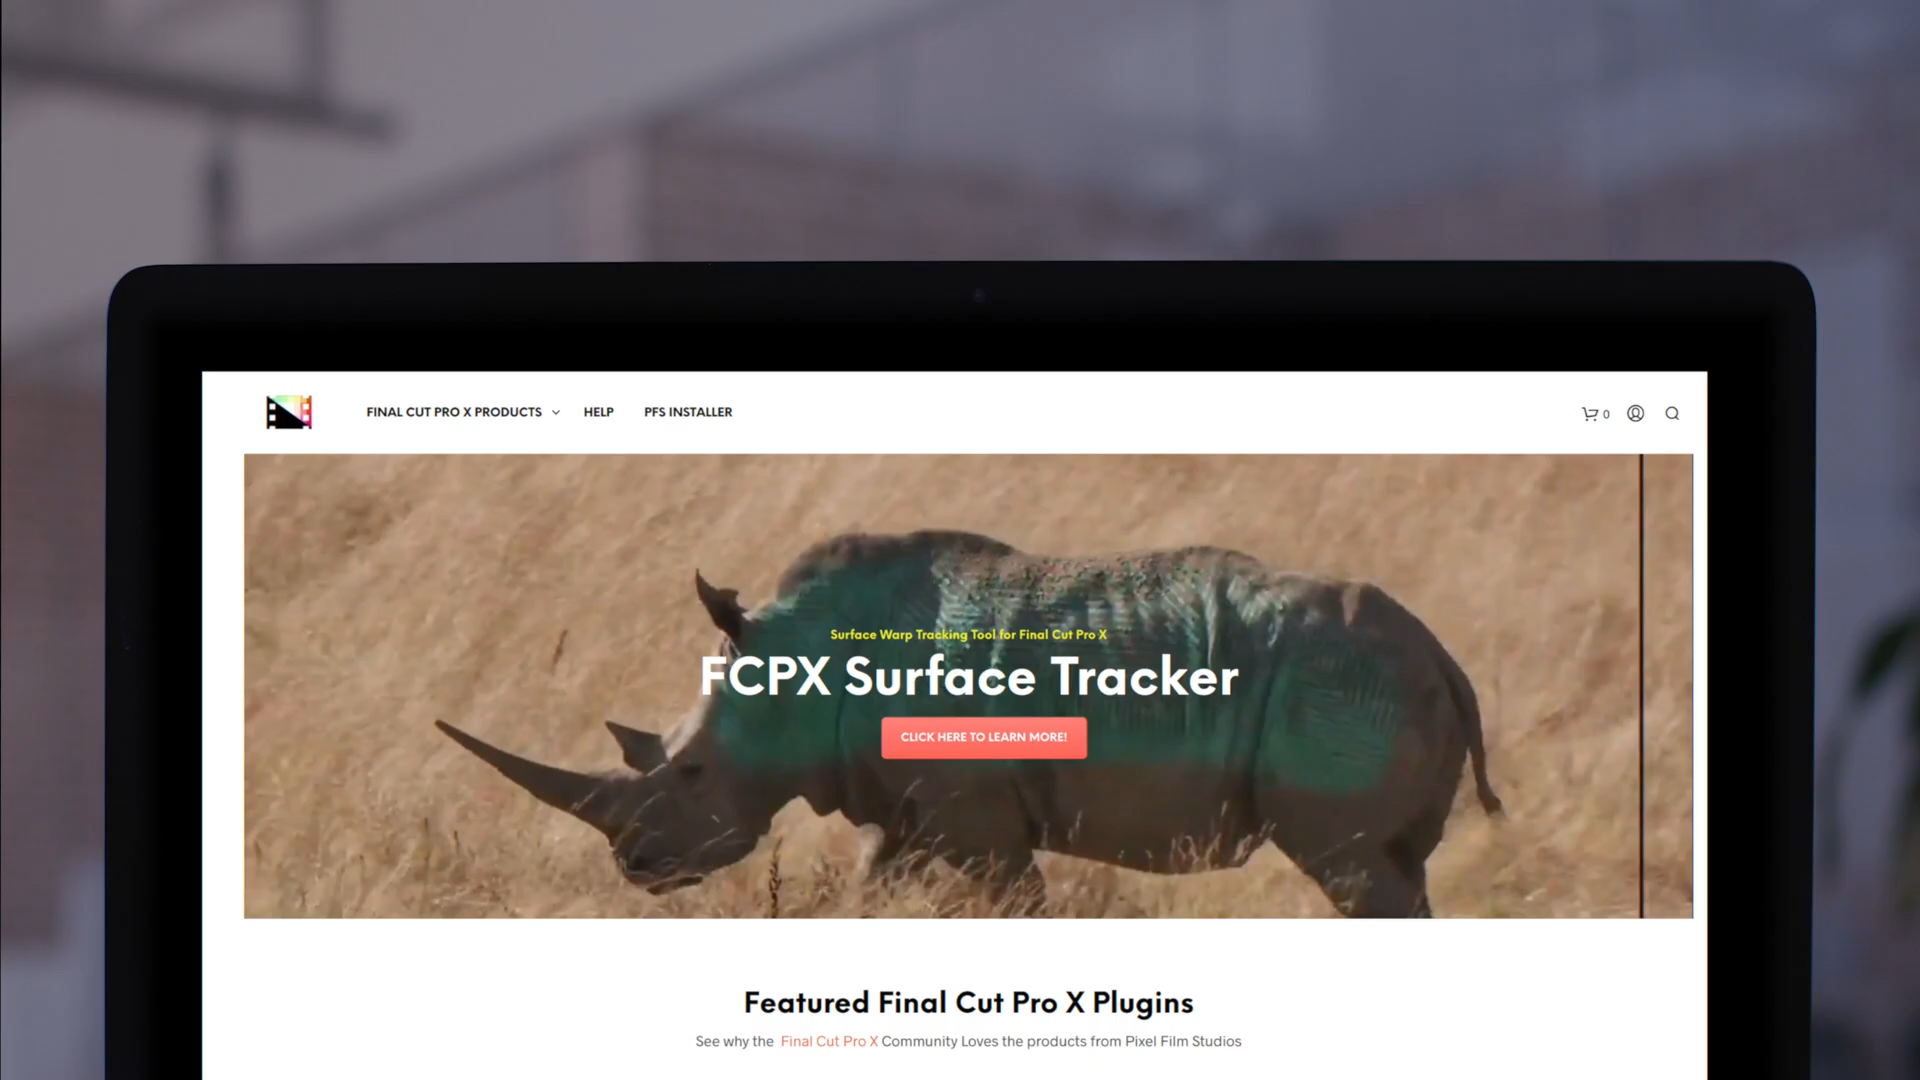 FINAL CUT PRO X PRODUCTS HELP PFS INSTALLER 0
Surface Warp Tracking Tool for Final Cut Pro X
FCPX Surface Tracker
CLICK HERE TO LEARN MORE!
Featured Final Cut Pro X Plugins
See why the Final Cut Pro X Community Loves the products from Pixel Film Studios